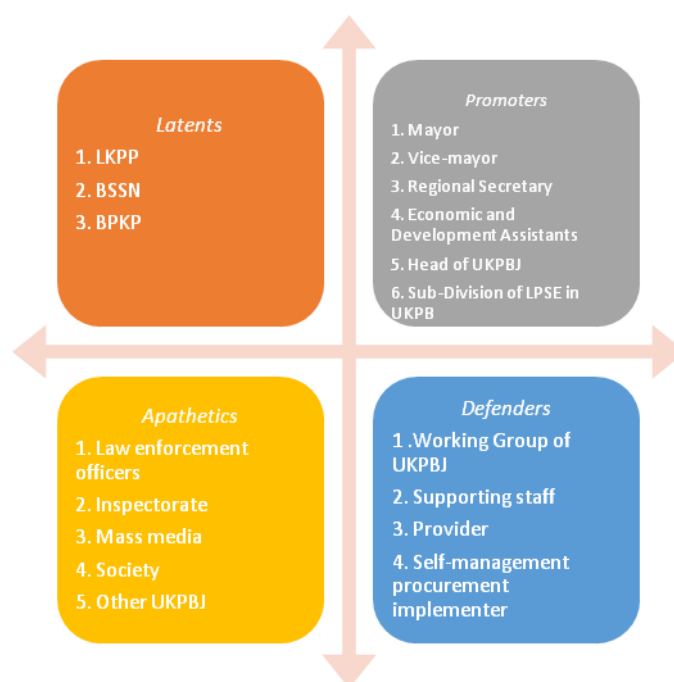 Latents
1. LKPP
2. BSSN
3. BPKP
Promoters
1. Mayor
2. Vice-mayor
3. Regional Secretary
4. Economic and
Development Assistants
5. Head of UKPBJ
6. Sub-Division of LPSE in
UKPB
Apathetics
1. Law enforcement
officers
2. Inspectorate
3. Mass media
4. Society
5. Other UKPBJ
Defenders
1 .Working Group of
UKPBJ
2. Supporting staff
3. Provider
4. Self-management
procurement
implementer